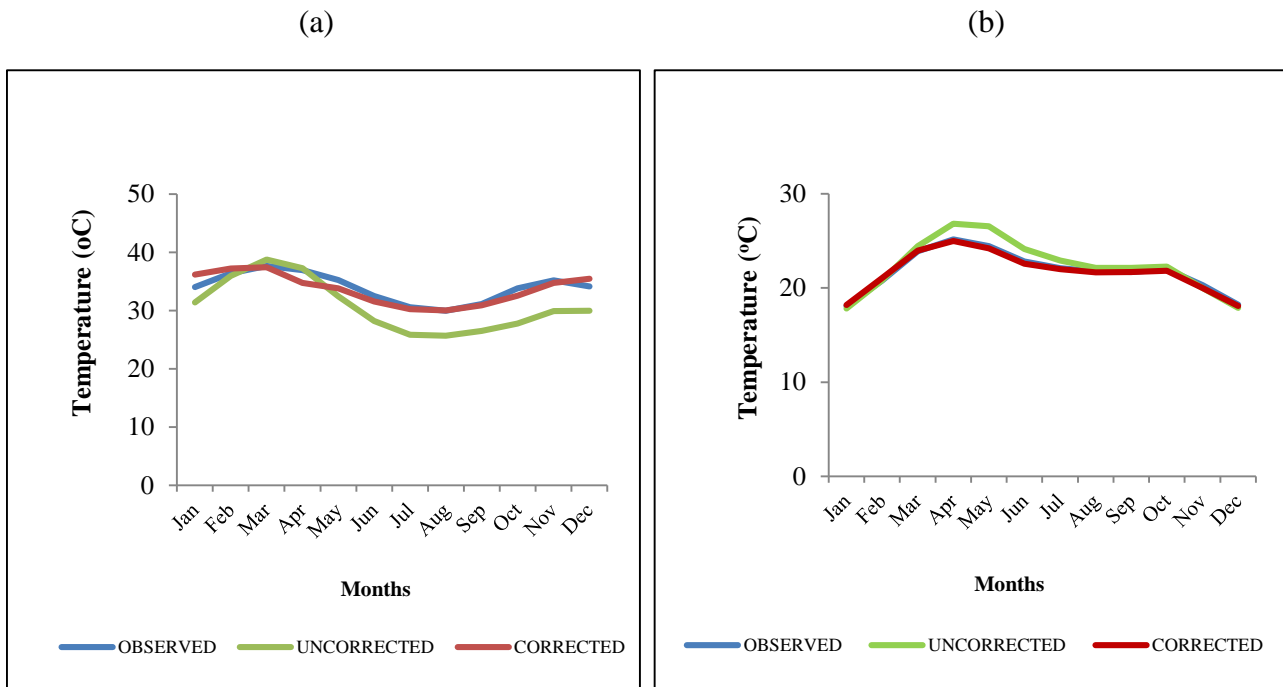 (a)
Temperature (oC)
50
40
30
20
10
0
Jan Feb Mar Apr May Jun Jul Aug Sep Oct Nov Dec
Months
OBSERVED UNCORRECTED CORRECTED
(b)
Temperature (ºC)
30
20
10
0
Jan Feb Mar Apr May Jun Jul Aug Sep Oct Nov Dec
Months
OBSERVED UNCORRECTED CORRECTED